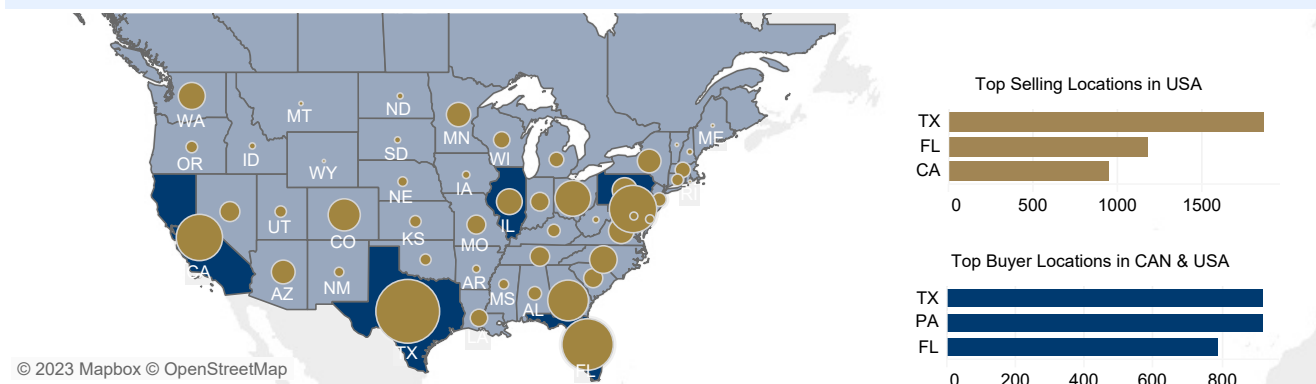 WA
MT
ND
MN
ME
OR
ID
SD
WI
WY
IA
RI
NE
UT
CO
KS
MO
IL
CA
AZ
NM
AR
MS
AL
LA
TX
FL
© 2023 Mapbox © OpenStreetMap
Top Selling Locations in USA
TX
FL
CA
0 500 1000 1500
Top Buyer Locations in CAN & USA
TX
PA
FL
0 200 400 600 800